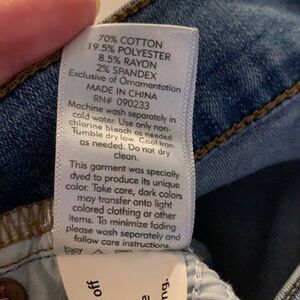 70% COTTON
19.5% POLYESTER
8.5% RAYON
2% SPANDEX
Exclusive of Ornamentation
MADE IN CHINA
RN# 090233
Machine wash separately in
cold water. Use only non-
chlorine bleach as needed.
Tumble dry low. Cool Iron
as needed. Do not dry
clean.
This garment was specially
dyed to produce its unique
color. Take care, dark colors
may transfer onto light
colored clothing or other
items. To minimize fading
please wash separately and
follow care instructions.
off
ng.